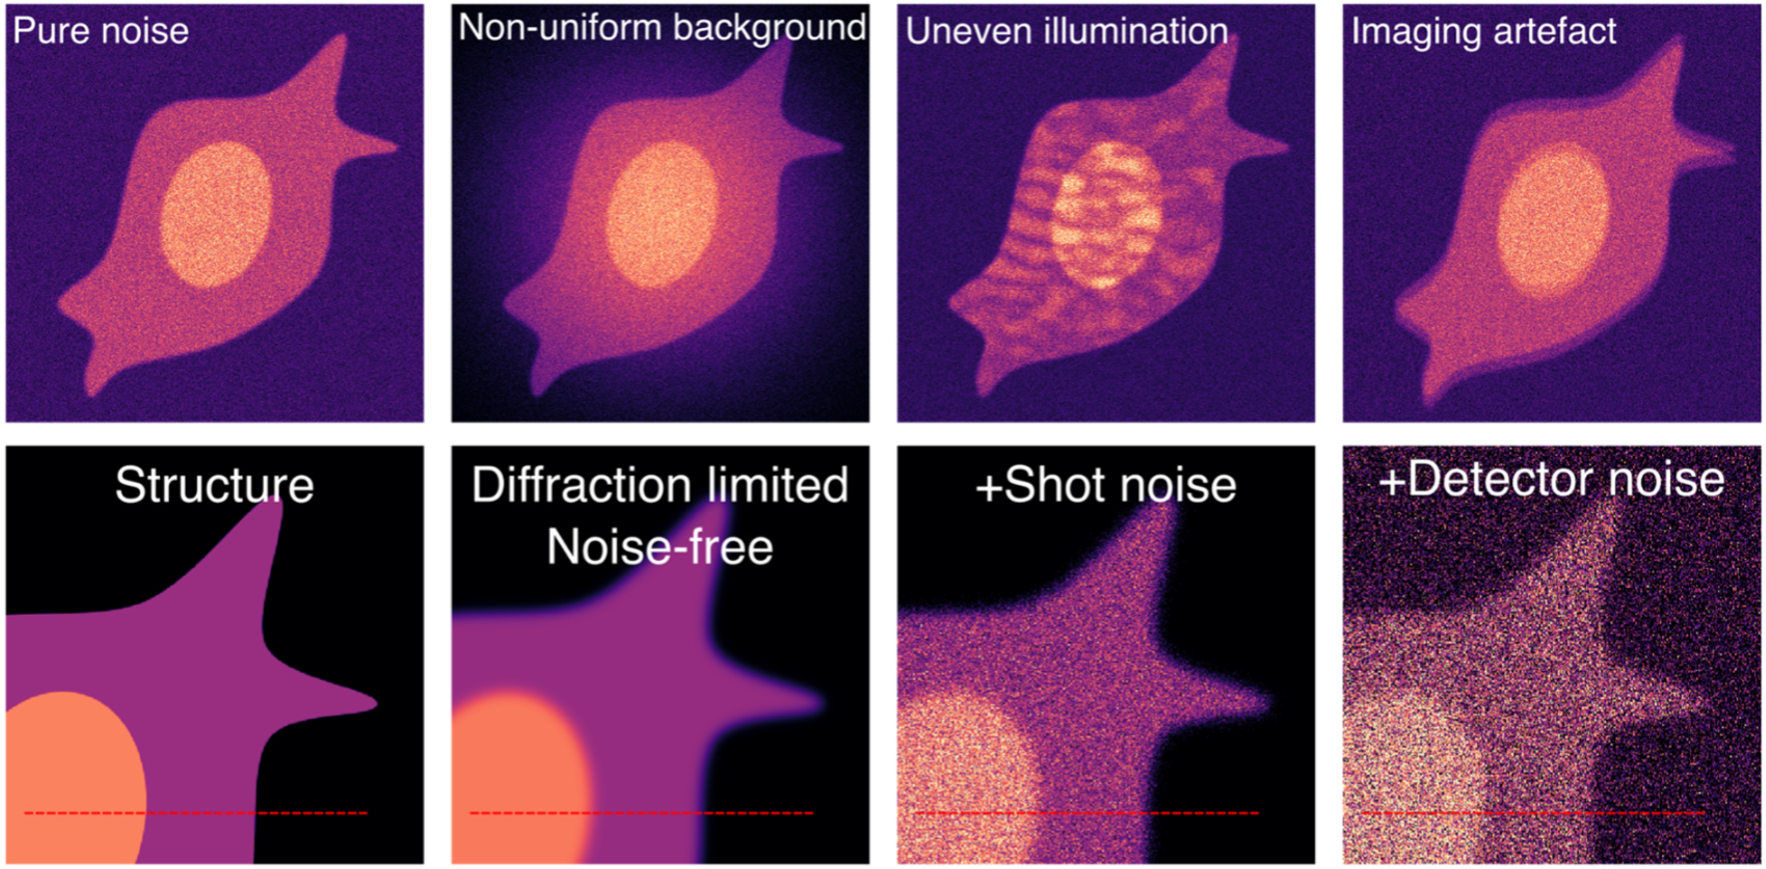 Pure noise
Non-uniform background
Uneven illumination
Imaging artefact
Structure
Diffraction limited
Noise-free
+Shot noise
+Detector noise